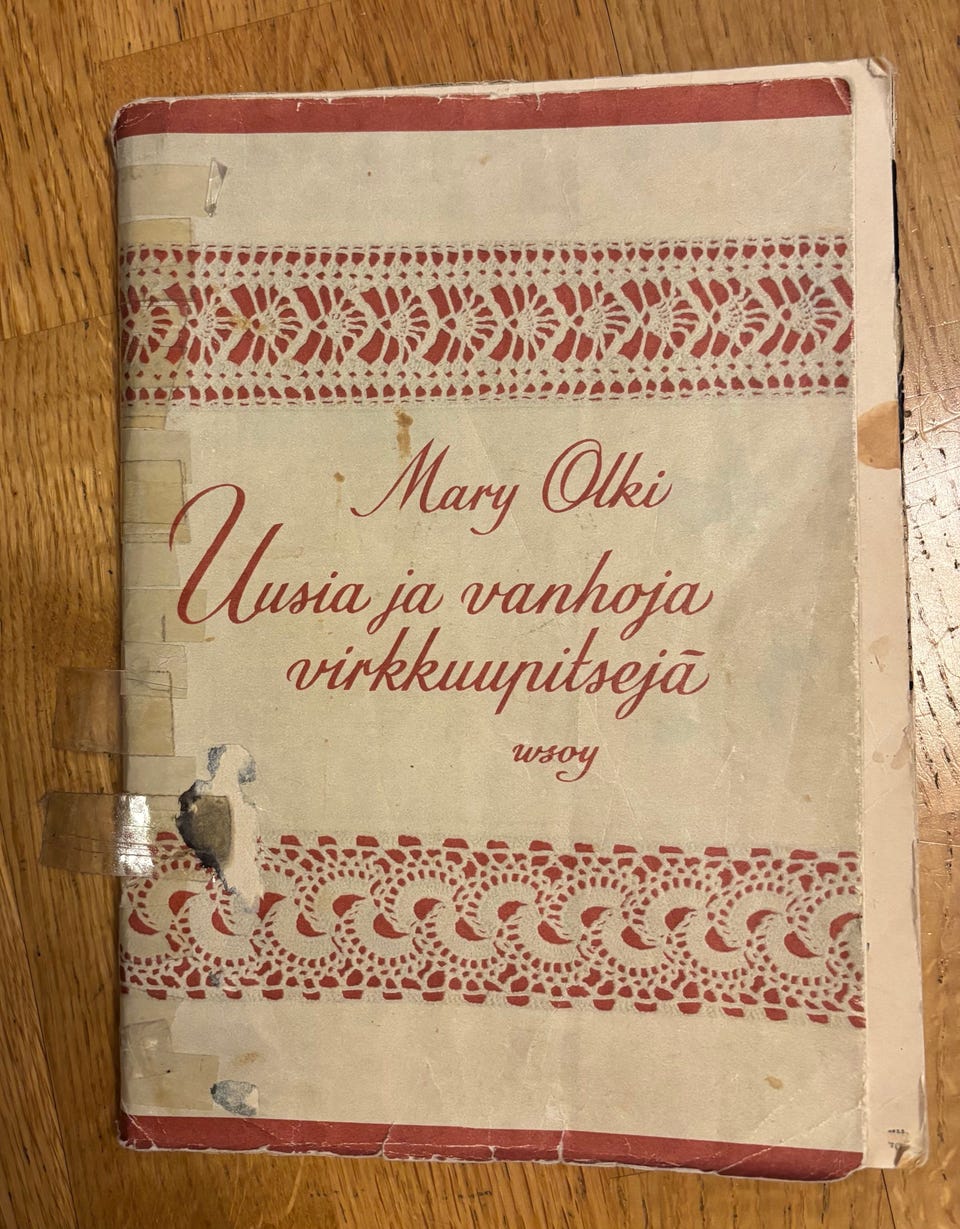 Mary Olki
Uusia ja vanhoja
virkkuupitsejä
wsoy